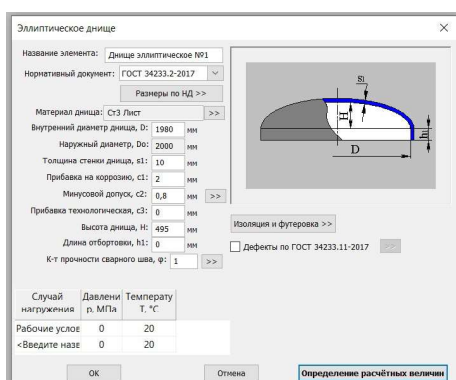 Эллиптическое днище
Название элемента: Днище эллиптическое №1
Нормативный документ: ГОСТ 34233.2-2017
Размеры по НД >>
Материал днища: Ст3 Лист >>
Внутренний диаметр днища, D: 1980 мм
Наружный диаметр, Do: 2000 мм
Толщина стенки днища, s1: 10 мм
Прибавка на коррозию, c1: 2 мм
Минусовой допуск, c2: 0,8 мм >>
Прибавка технологическая, c3: 0 мм
Высота днища, H: 495 мм
Длина отбортовки, h1: 0 мм
К-т прочности сварного шва, φ: 1 >>
s1
H
h1
D
Изоляция и футеровка >>
Дефекты по ГОСТ 34233.11-2017 >>
Случай нагружения Давлени p, МПа Температу T, °C
Рабочие услов 0 20
<Введите назв 0 20
OK Отмена Определение расчётных величин